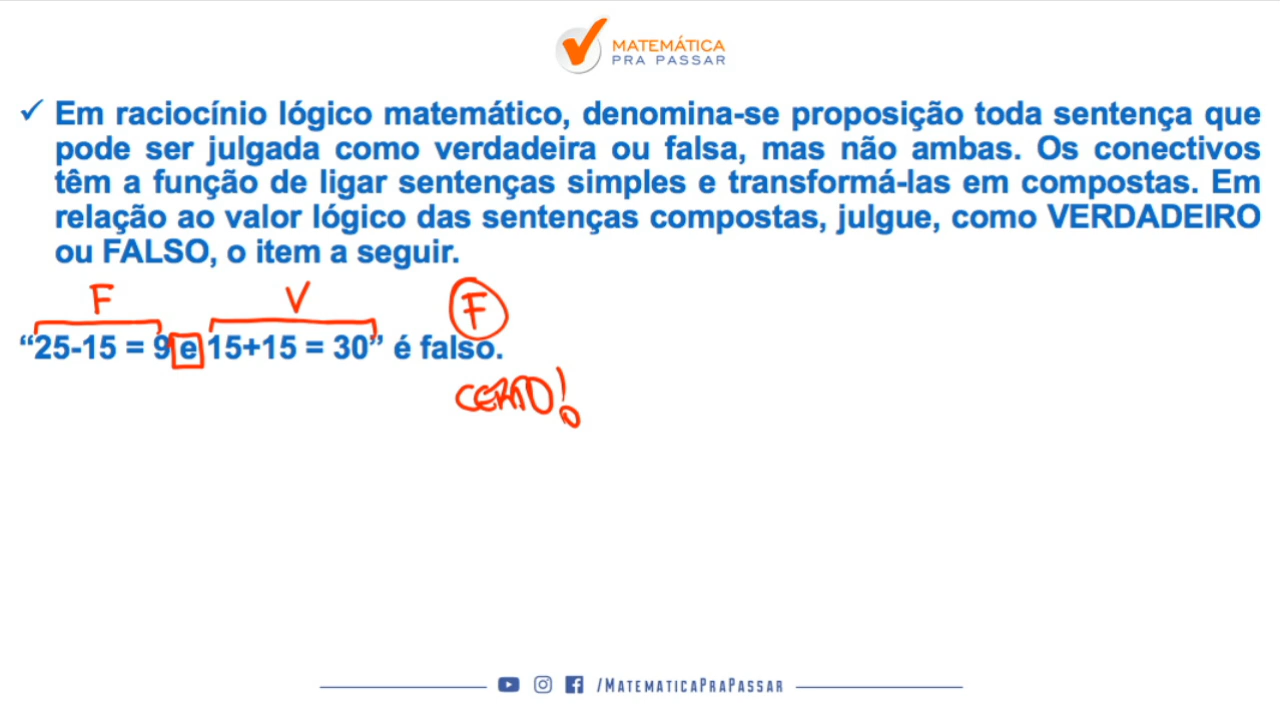 MATEMÁTICA
PRA PASSAR
✓ Em raciocínio lógico matemático, denomina-se proposição toda sentença que
pode ser julgada como verdadeira ou falsa, mas não ambas. Os conectivos
têm a função de ligar sentenças simples e transformá-las em compostas. Em
relação ao valor lógico das sentenças compostas, julgue, como VERDADEIRO
ou FALSO, o item a seguir.
F V F
“25-15 = 9 e 15+15 = 30” é falso.
CERTO!
/MATEMATICAPRAPASSAR